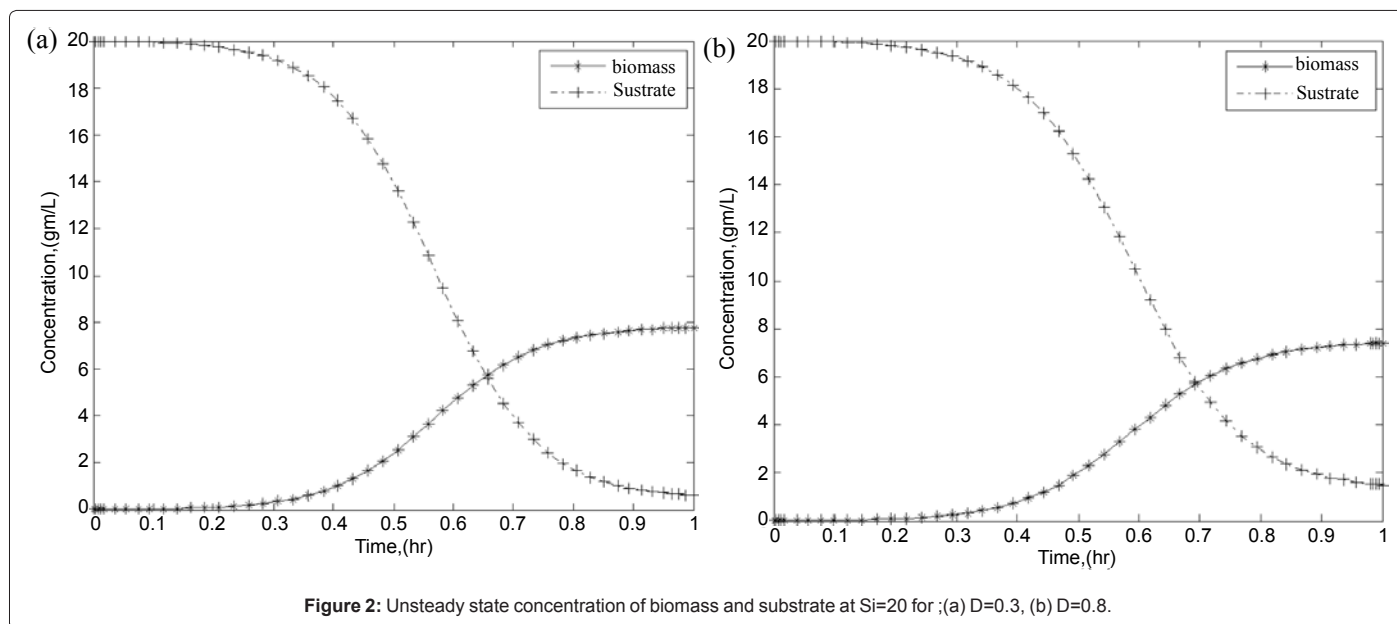 (a)
20
18
16
14
12
10
8
6
4
2
0
Concentration,(gm/L)
biomass
Sustrate
0 0.1 0.2 0.3 0.4 0.5 0.6 0.7 0.8 0.9 1
Time,(hr)
(b)
20
18
16
14
12
10
8
6
4
2
0
Concentration,(gm/L)
biomass
Sustrate
0 0.1 0.2 0.3 0.4 0.5 0.6 0.7 0.8 0.9 1
Time,(hr)
Figure 2: Unsteady state concentration of biomass and substrate at Si=20 for ;(a) D=0.3, (b) D=0.8.